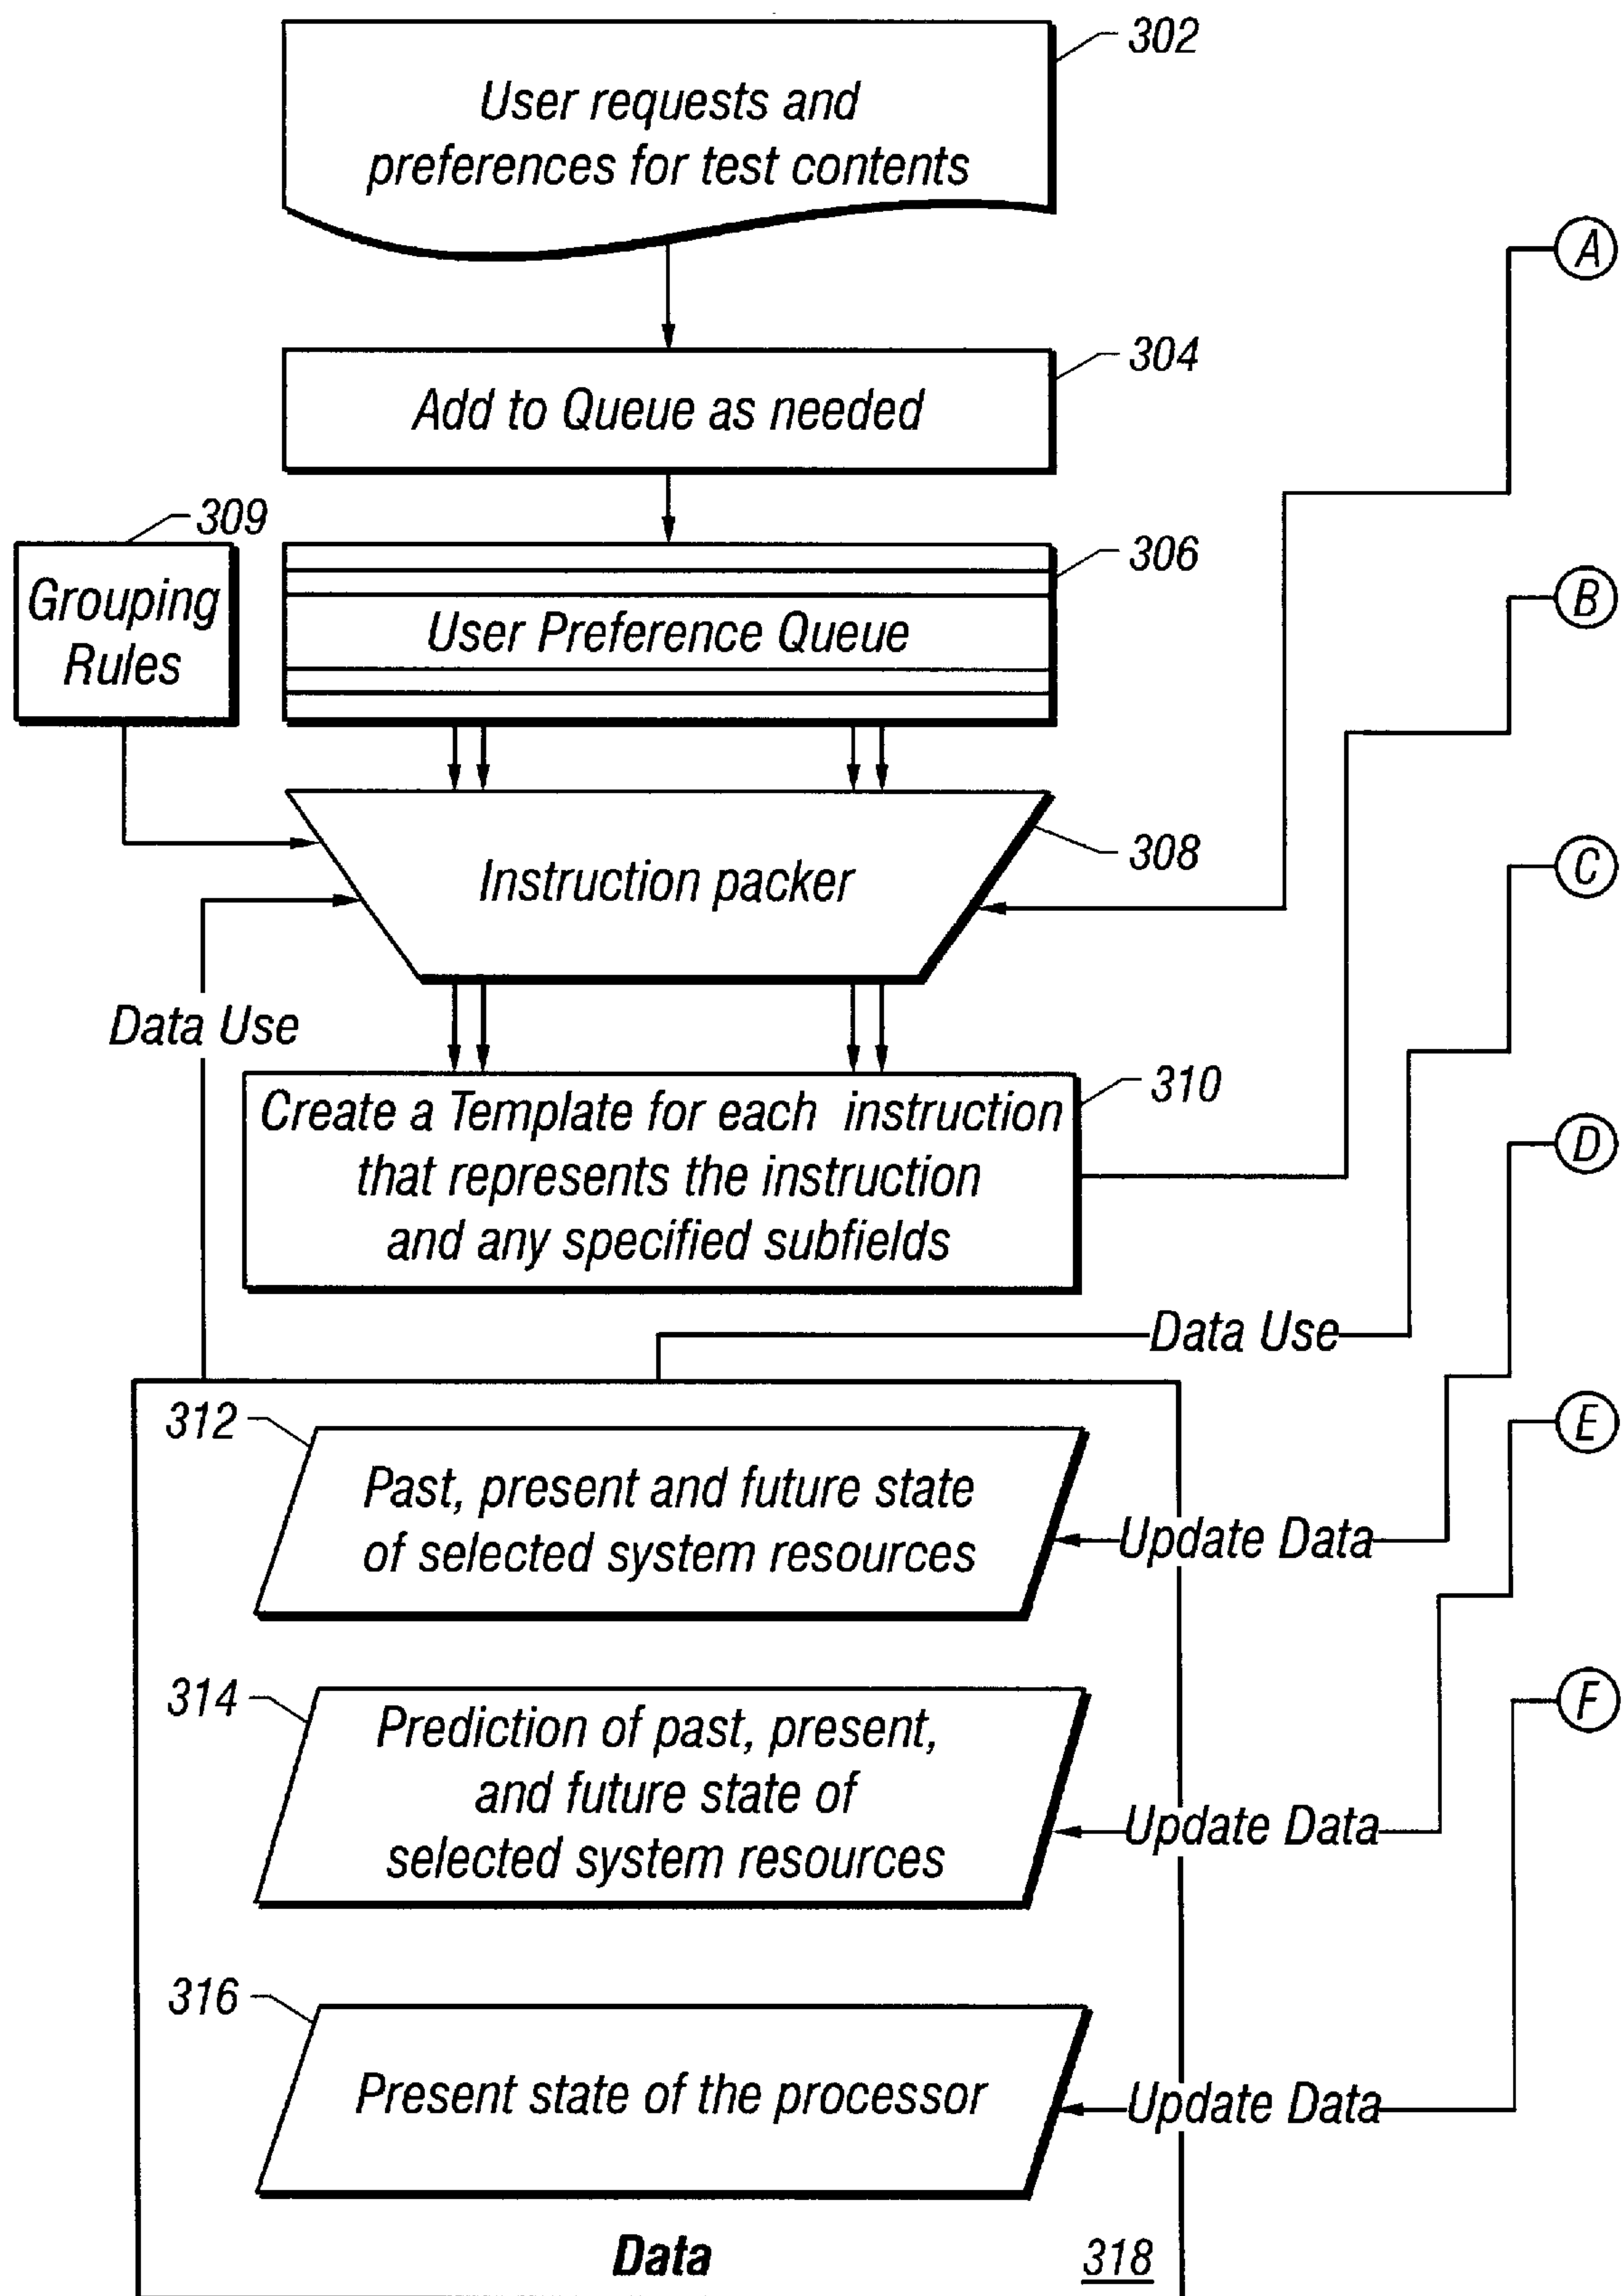 302
User requests and
preferences for test contents
A
304
Add to Queue as needed
309
Grouping
Rules
306
User Preference Queue
B
308
Instruction packer
C
Data Use
310
Create a Template for each instruction
that represents the instruction
and any specified subfields
D
Data Use
312
Past, present and future state
of selected system resources
Update Data
E
314
Prediction of past, present,
and future state of
selected system resources
Update Data
F
316
Present state of the processor
Update Data
Data
318